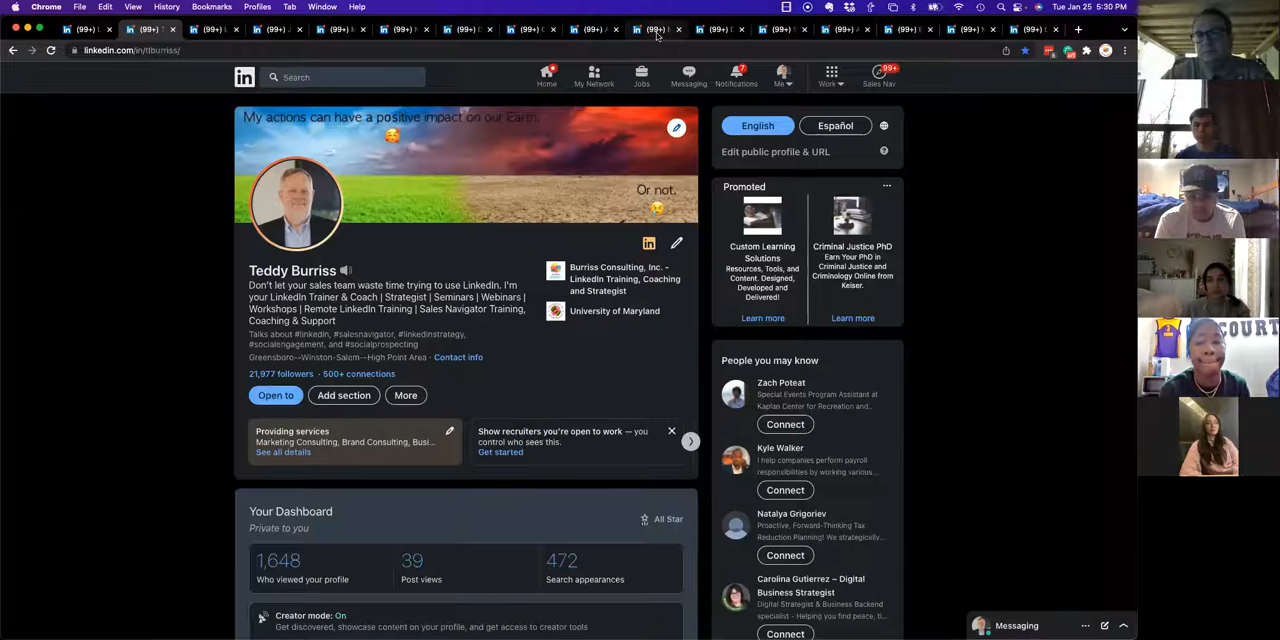 Chrome File Edit View History Bookmarks Profiles Tab Window Help
Tue Jan 25 5:30 PM
linkedin.com/in/tlburriss/
in Search
Home My Network Jobs Messaging Notifications Me Work Sales Nav
7
99+
My actions can have a positive impact on our Earth.
Or not.
Teddy Burriss
Don't let your sales team waste time trying to use LinkedIn. I'm
your LinkedIn Trainer & Coach | Strategist | Seminars | Webinars |
Workshops | Remote LinkedIn Training | Sales Navigator Training,
Coaching & Support
Talks about #linkedin, #salesnavigator, #linkedinstrategy,
#socialengagement, and #socialprospecting
Greensboro--Winston-Salem--High Point Area · Contact info
21,977 followers · 500+ connections
Open to Add section More
Burriss Consulting, Inc. -
LinkedIn Training, Coaching
and Strategist
University of Maryland
Providing services
Marketing Consulting, Brand Consulting, Busi...
See all details
Show recruiters you're open to work — you
control who sees this.
Get started
Your Dashboard
Private to you
All Star
1,648
Who viewed your profile
39
Post views
472
Search appearances
Creator mode: On
Get discovered, showcase content on your profile, and get access to creator tools
English Español
Edit public profile & URL
Promoted
Custom Learning
Solutions
Resources, Tools, and
Content. Designed,
Developed and
Delivered!
Learn more
Criminal Justice PhD
Earn Your PhD in
Criminal Justice and
Criminology Online from
Keiser.
Learn more
People you may know
Zach Poteat
Special Events Program Assistant at
Kaplan Center for Recreation and...
Connect
Kyle Walker
I help companies perform payroll
responsibilities by working various...
Connect
Natalya Grigoriev
Proactive, Forward-Thinking Tax
Reduction Planning! We strategically...
Connect
Carolina Gutierrez ~ Digital
Business Strategist
Digital Strategist & Business Backend
specialist - Helping you find peace, ti...
Connect
Messaging
COURT